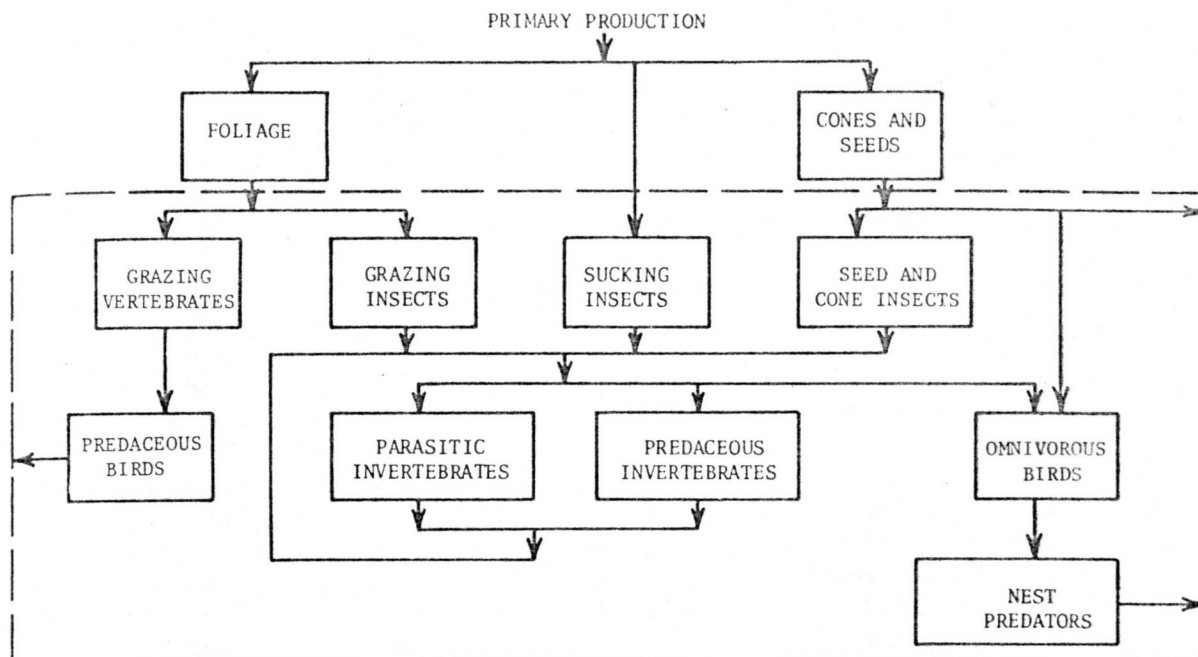 PRIMARY PRODUCTION
FOLIAGE
CONES AND
SEEDS
GRAZING
VERTEBRATES
GRAZING
INSECTS
SUCKING
INSECTS
SEED AND
CONE INSECTS
PREDACEOUS
BIRDS
PARASITIC
INVERTEBRATES
PREDACEOUS
INVERTEBRATES
OMNIVOROUS
BIRDS
NEST
PREDATORS